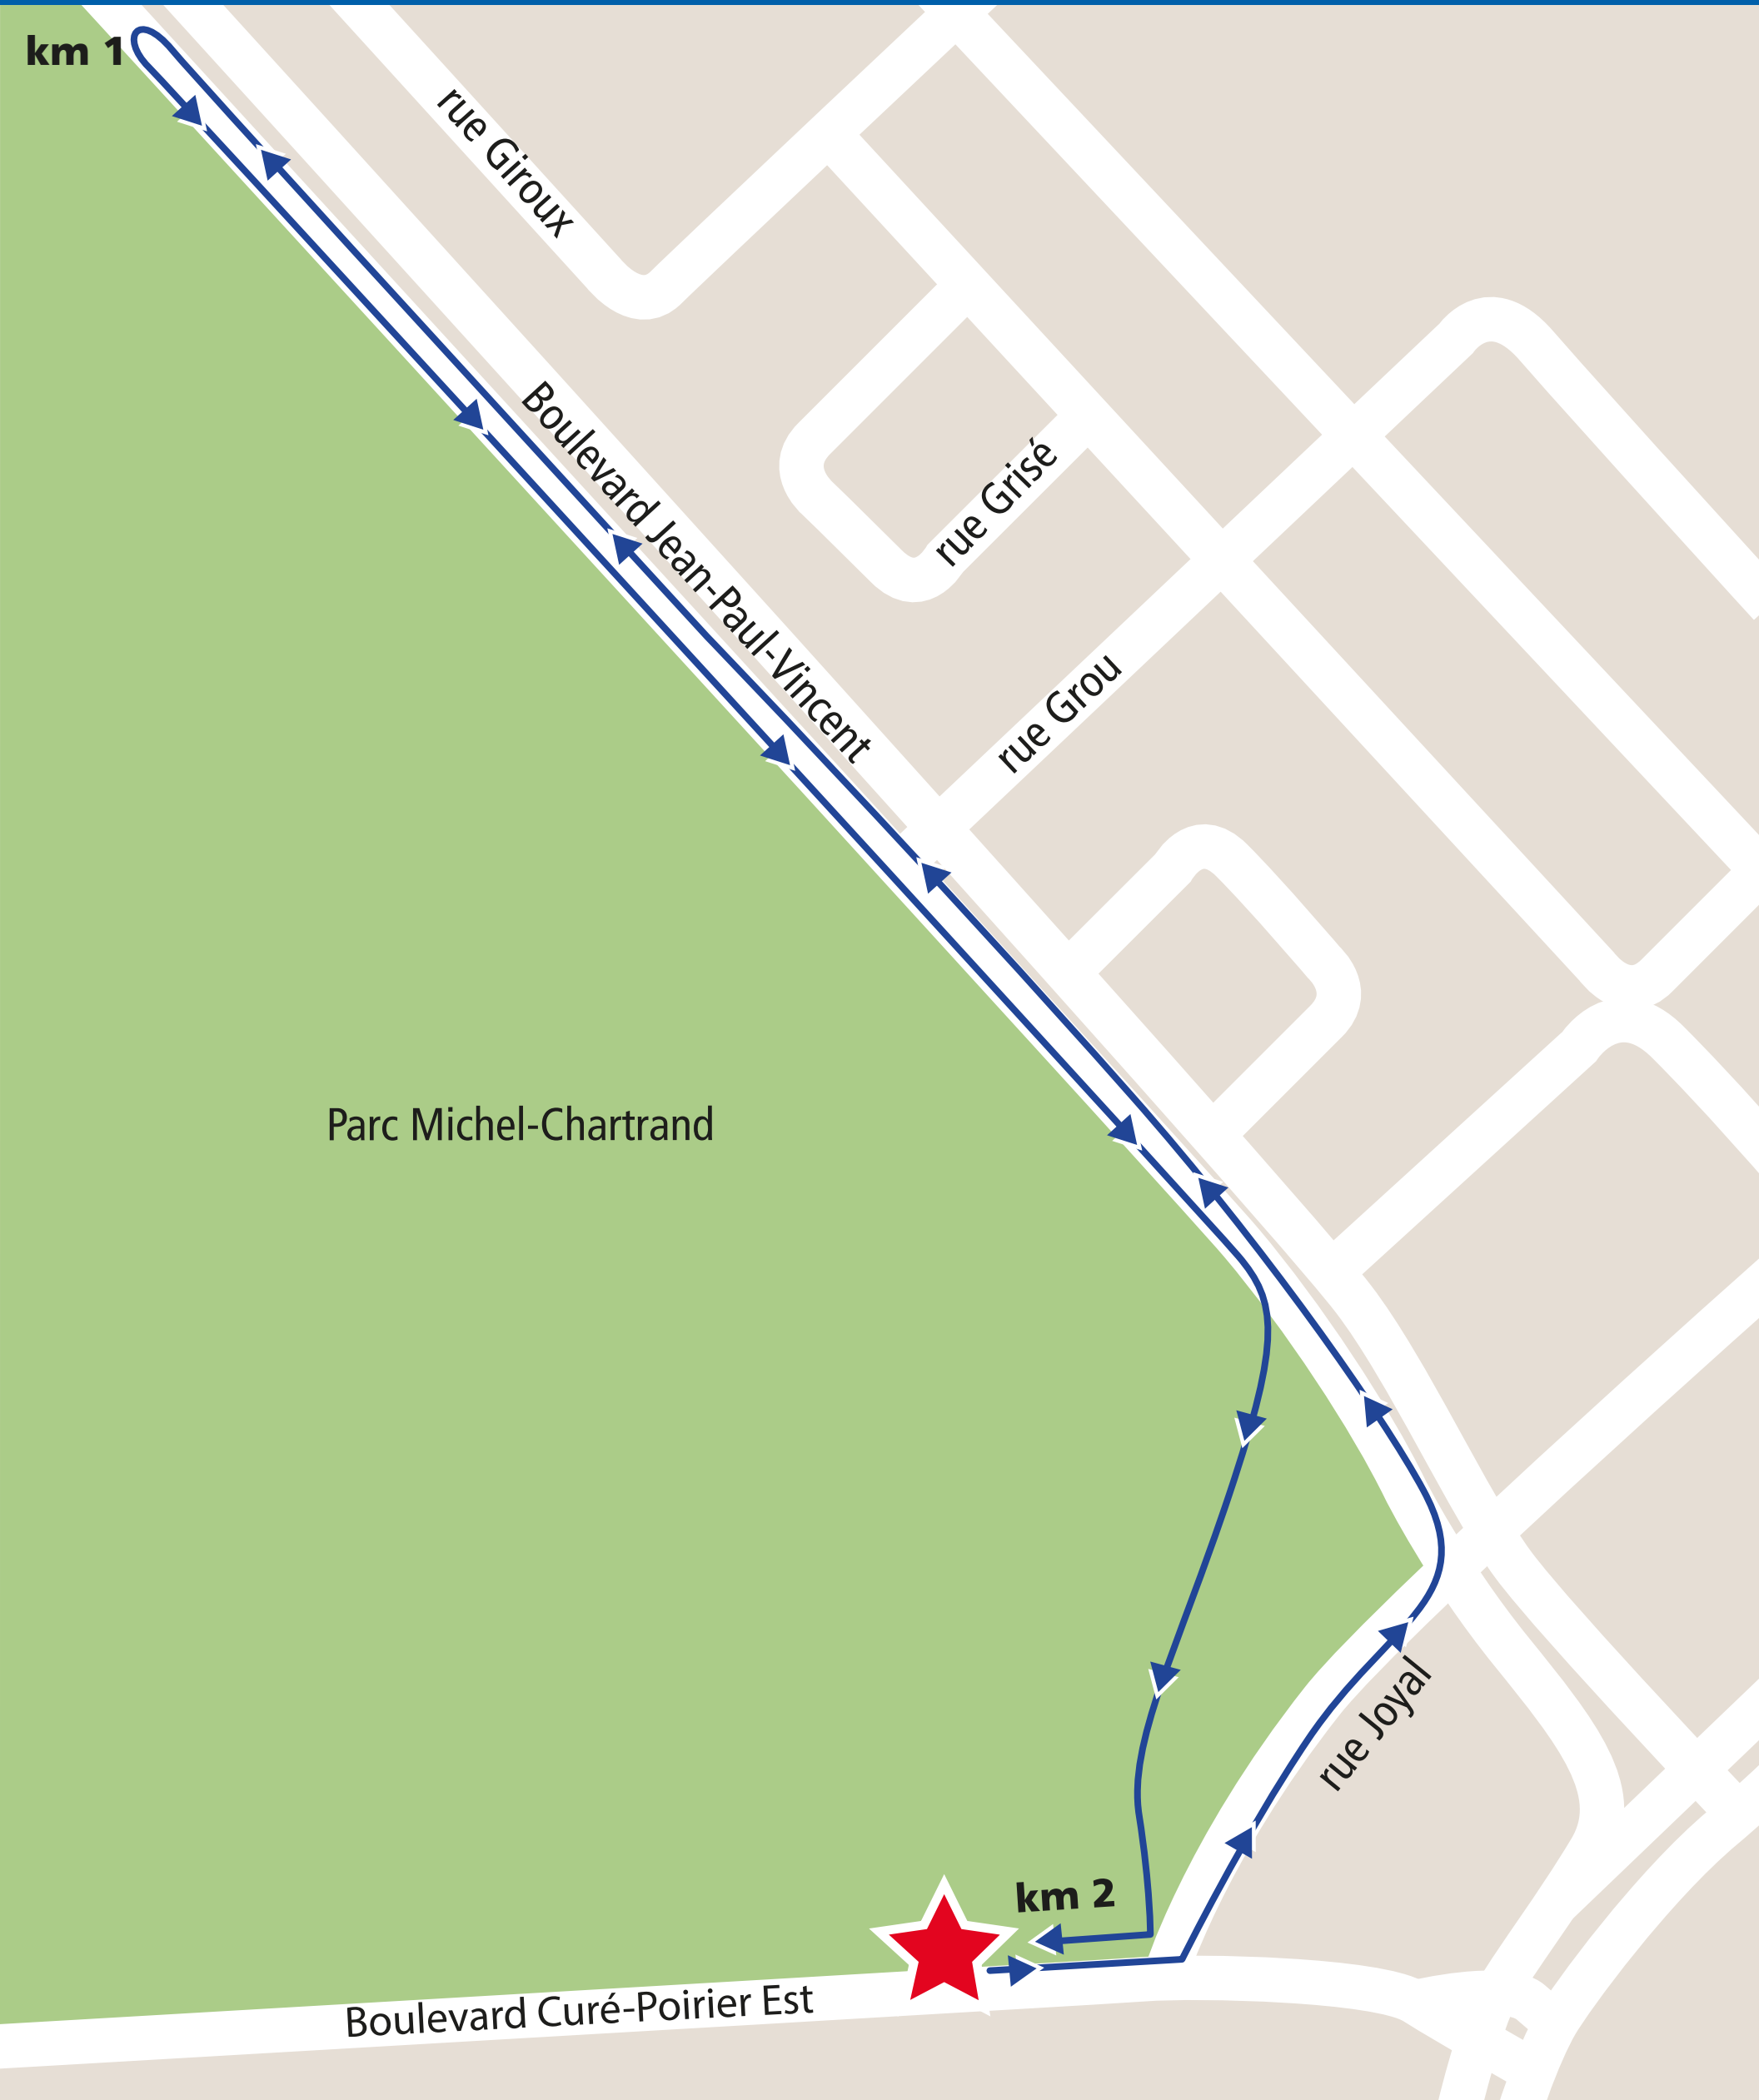 km 1
rue Giroux
Boulevard Jean-Paul-Vincent
rue Grisé
rue Grou
Parc Michel-Chartrand
rue Joyal
km 2
Boulevard Curé-Poirier Est